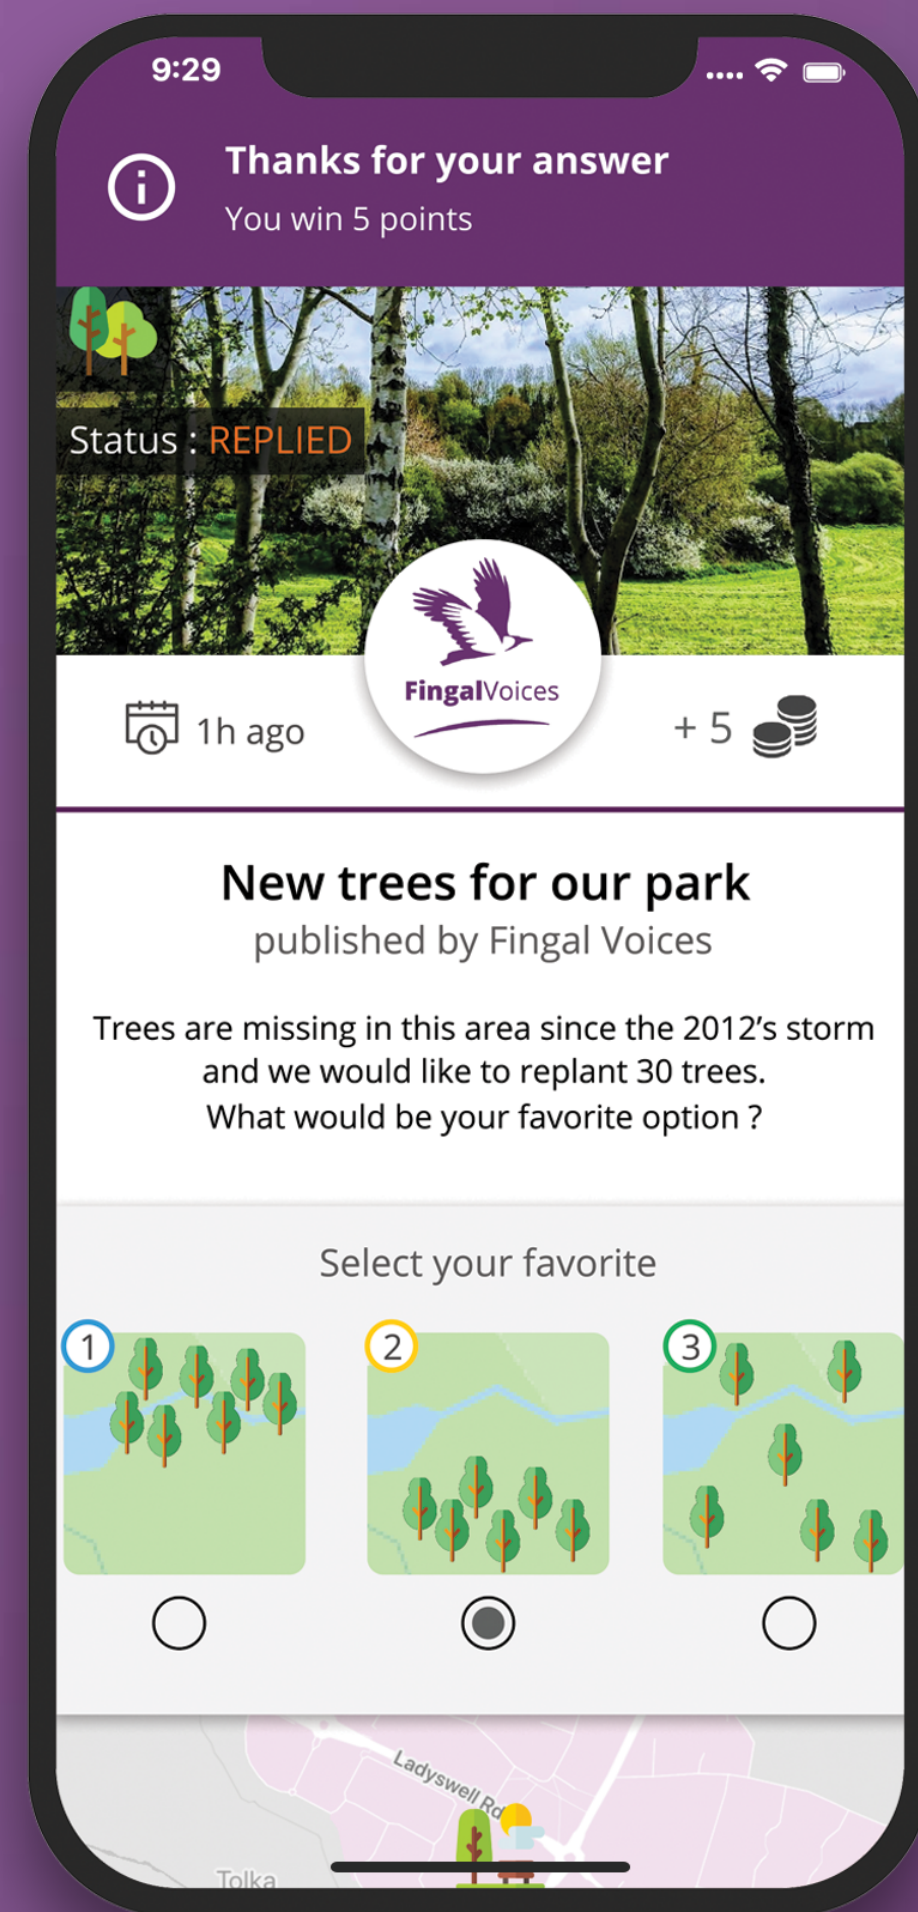 9:29
Thanks for your answer
You win 5 points
Status : REPLIED
FingalVoices
1h ago
+ 5
New trees for our park
published by Fingal Voices
Trees are missing in this area since the 2012’s storm
and we would like to replant 30 trees.
What would be your favorite option ?
Select your favorite
1
2
3
Ladyswell Rd
Tolka